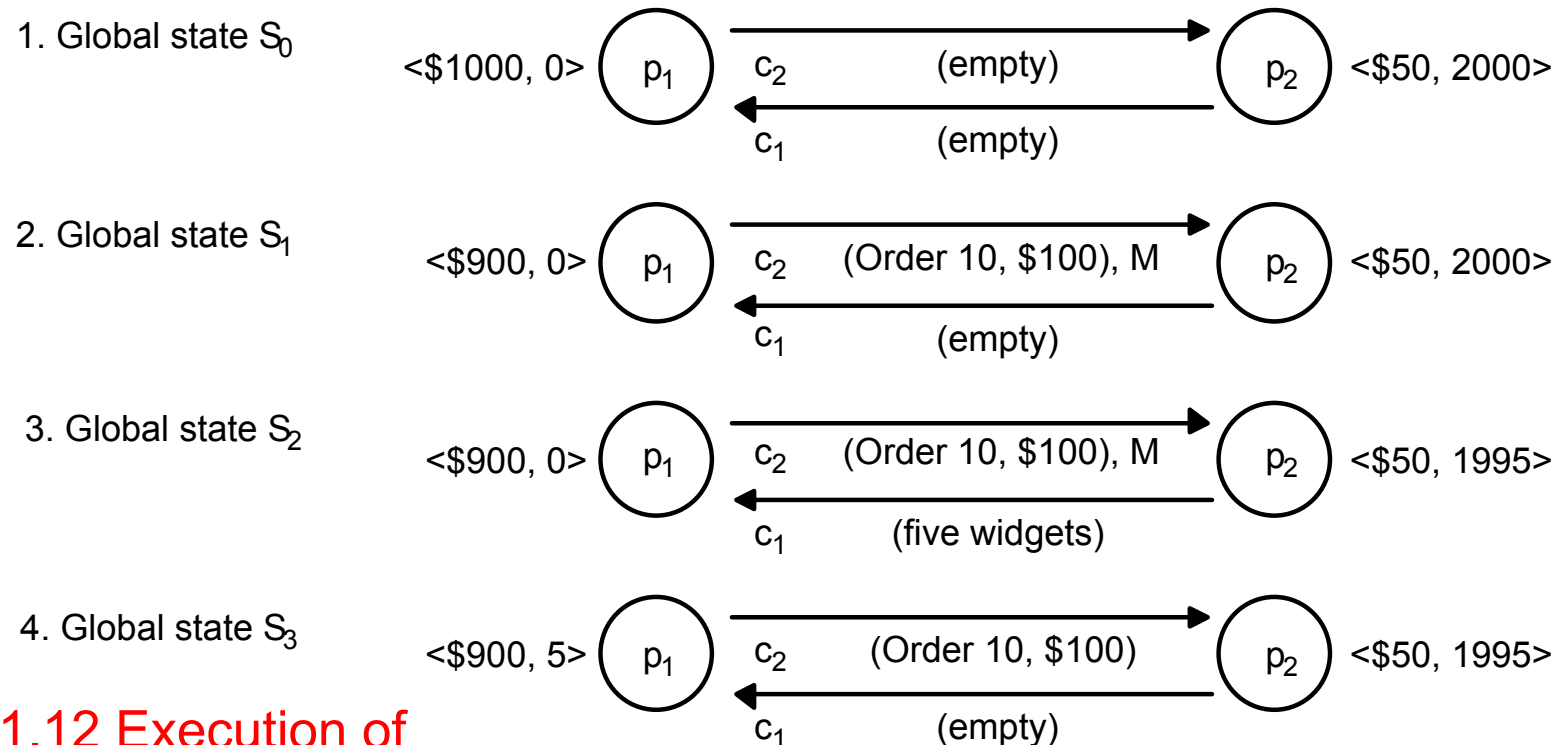 1. Global state S0
<$1000, 0> p1 c2 (empty) p2 <$50, 2000>
c1 (empty)
2. Global state S1
<$900, 0> p1 c2 (Order 10, $100), M p2 <$50, 2000>
c1 (empty)
3. Global state S2
<$900, 0> p1 c2 (Order 10, $100), M p2 <$50, 1995>
c1 (five widgets)
4. Global state S3
<$900, 5> p1 c2 (Order 10, $100) p2 <$50, 1995>
c1 (empty)
1.12 Execution of